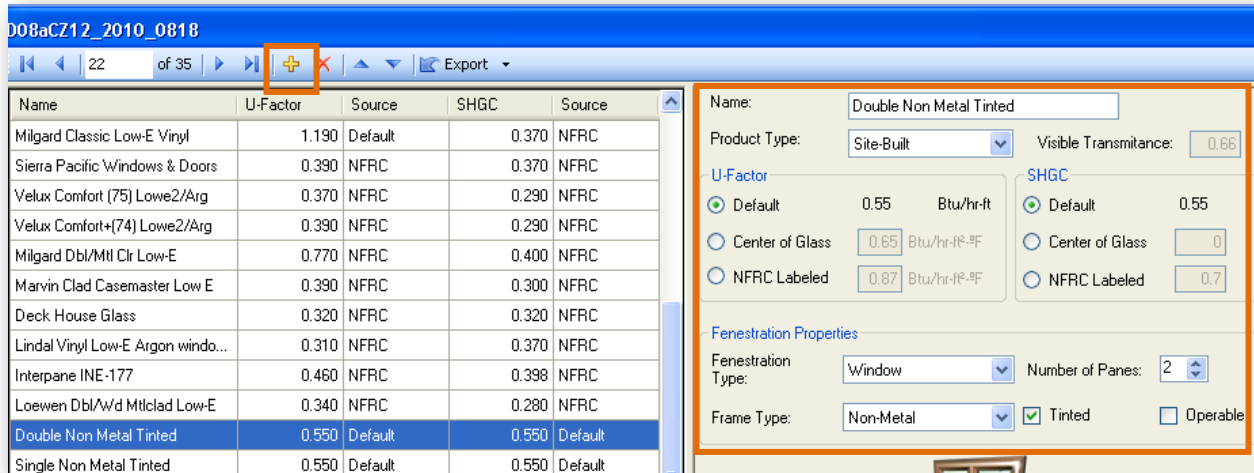 D08aCZ12_2010_0818
22 of 35 Export
Name U-Factor Source SHGC Source
Milgard Classic Low-E Vinyl 1.190 Default 0.370 NFRC
Sierra Pacific Windows & Doors 0.390 NFRC 0.370 NFRC
Velux Comfort (75) Lowe2/Arg 0.370 NFRC 0.290 NFRC
Velux Comfort+(74) Lowe2/Arg 0.390 NFRC 0.290 NFRC
Milgard Dbl/Mtl Clr Low-E 0.770 NFRC 0.400 NFRC
Marvin Clad Casemaster Low E 0.390 NFRC 0.300 NFRC
Deck House Glass 0.320 NFRC 0.320 NFRC
Lindal Vinyl Low-E Argon windo... 0.310 NFRC 0.370 NFRC
Interpane INE-177 0.460 NFRC 0.398 NFRC
Loewen Dbl/Wd Mtlclad Low-E 0.340 NFRC 0.280 NFRC
Double Non Metal Tinted 0.550 Default 0.550 Default
Single Non Metal Tinted 0.550 Default 0.550 Default
Name: Double Non Metal Tinted
Product Type: Site-Built Visible Transmitance: 0.66
U-Factor
Default 0.55 Btu/hr-ft
Center of Glass 0.65 Btu/hr-ft²-ºF
NFRC Labeled 0.87 Btu/hr-ft²-ºF
SHGC
Default 0.55
Center of Glass 0
NFRC Labeled 0.7
Fenestration Properties
Fenestration
Type: Window Number of Panes: 2
Frame Type: Non-Metal Tinted Operable